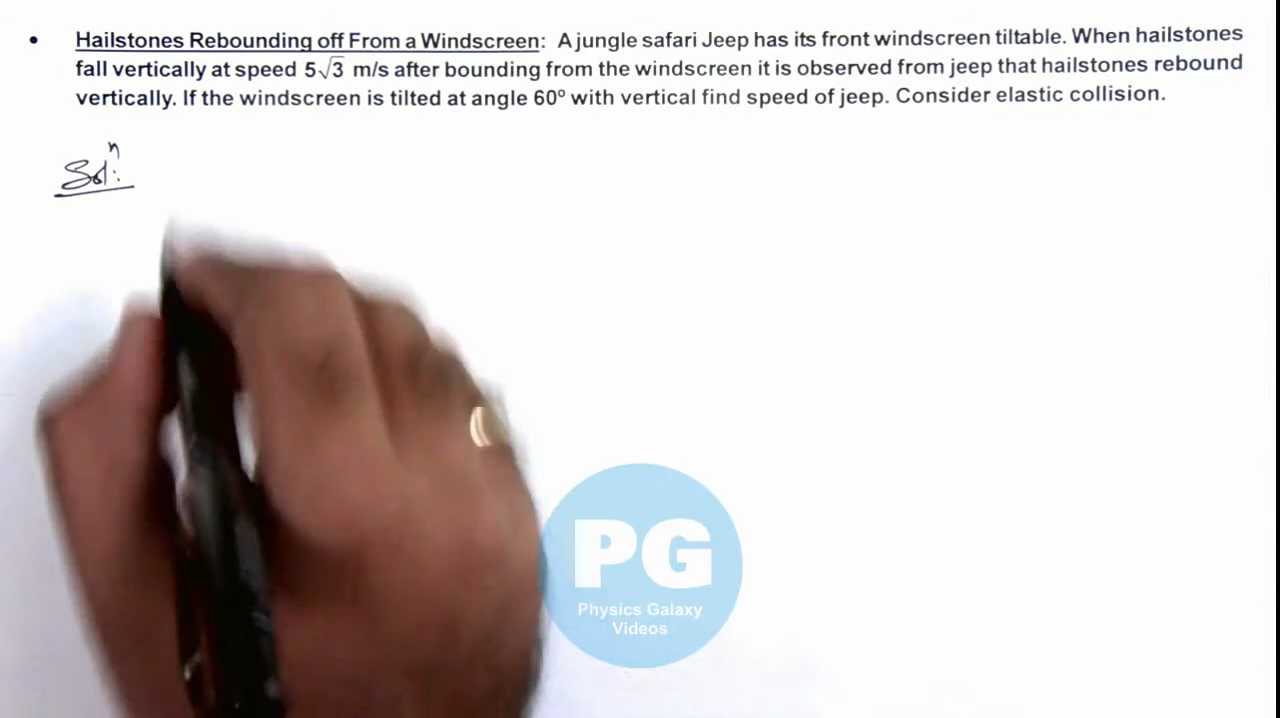 • Hailstones Rebounding off From a Windscreen: A jungle safari Jeep has its front windscreen tiltable. When hailstones
fall vertically at speed 5√3 m/s after bounding from the windscreen it is observed from jeep that hailstones rebound
vertically. If the windscreen is tilted at angle 60º with vertical find speed of jeep. Consider elastic collision.
Solⁿ:
PG
Physics Galaxy
Videos